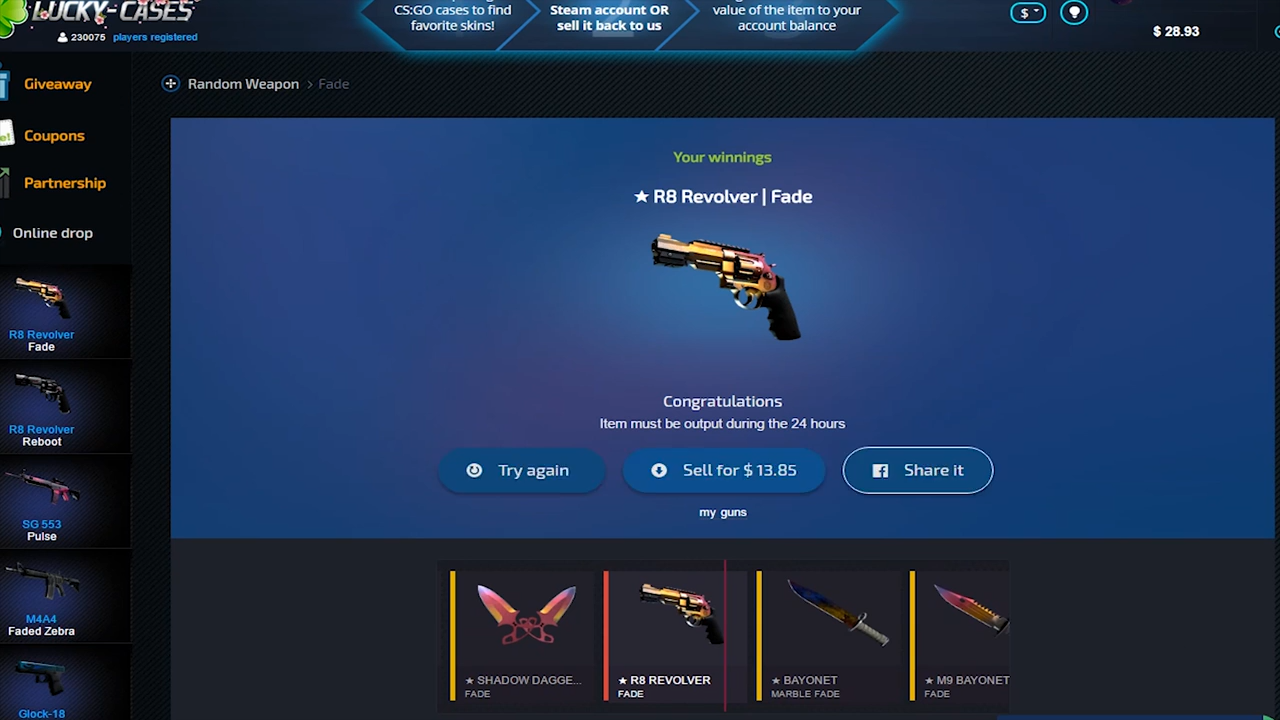 LUCKY-CASES
230075 players registered
CS:GO cases to find
favorite skins!
Steam account OR
sell it back to us
value of the item to your
account balance
$
$ 28.93
Giveaway
Coupons
Partnership
Online drop
R8 Revolver
Fade
R8 Revolver
Reboot
SG 553
Pulse
M4A4
Faded Zebra
Glock-18
Random Weapon > Fade
Your winnings
★ R8 Revolver | Fade
Congratulations
Item must be output during the 24 hours
Try again
Sell for $ 13.85
Share it
my guns
★ SHADOW DAGGE...
FADE
★ R8 REVOLVER
FADE
★ BAYONET
MARBLE FADE
★ M9 BAYONET
FADE